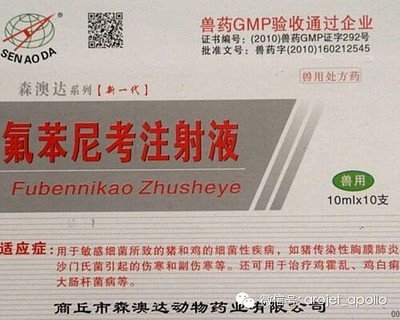 兽药GMP验收通过企业
证书编号：(2010)兽药GMP证字292号
批准文号：兽药字(2010)160212545
SENAODA
兽用处方药
森澳达系列【新一代】
氟苯尼考注射液
Fubennikao Zhusheye
兽用
10ml×10支
适应症：用于敏感细菌所致的猪和鸡的细菌性疾病，如猪传染性胸膜肺炎
沙门氏菌引起的伤寒和副伤寒等。还可用于治疗鸡霍乱、鸡白痢
大肠杆菌病等。
微信号: arojet_apollo
商丘市森澳达动物药业有限公司